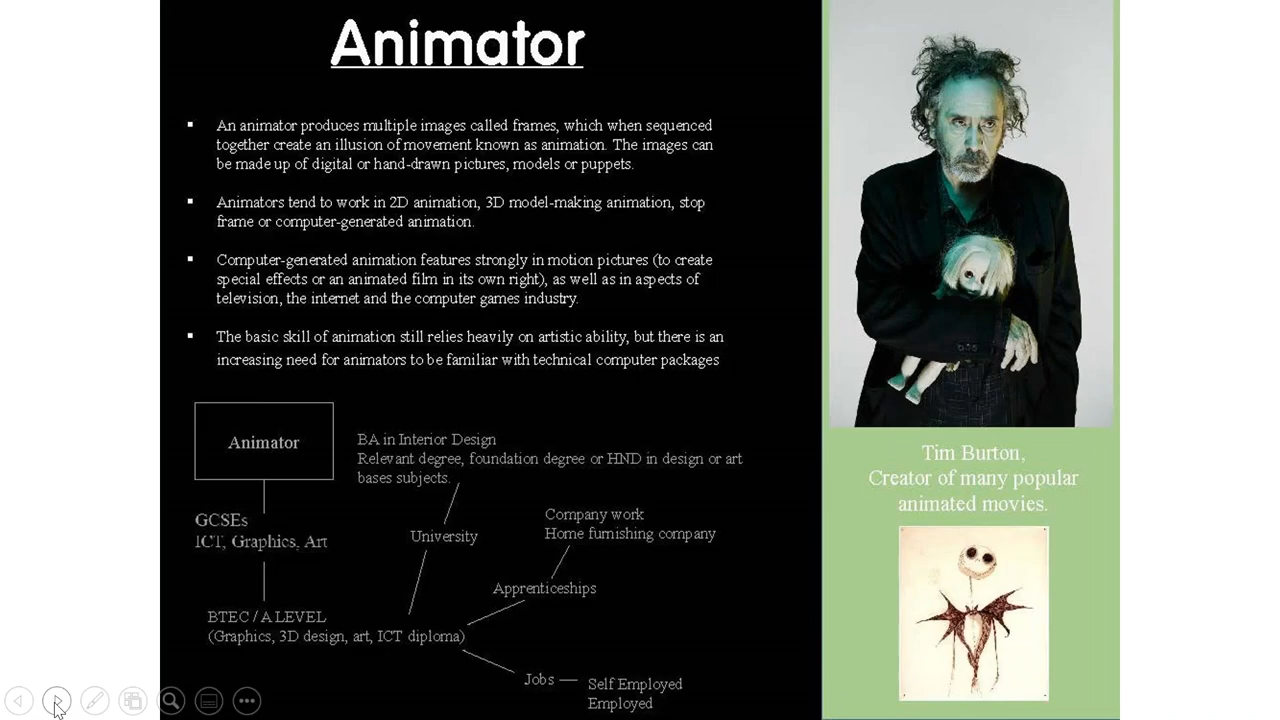 Animator
An animator produces multiple images called frames, which when sequenced
together create an illusion of movement known as animation. The images can
be made up of digital or hand-drawn pictures, models or puppets.
Animators tend to work in 2D animation, 3D model-making animation, stop
frame or computer-generated animation.
Computer-generated animation features strongly in motion pictures (to create
special effects or an animated film in its own right), as well as in aspects of
television, the internet and the computer games industry.
The basic skill of animation still relies heavily on artistic ability, but there is an
increasing need for animators to be familiar with technical computer packages
Animator
BA in Interior Design
Relevant degree, foundation degree or HND in design or art
bases subjects.
GCSEs
ICT, Graphics, Art
University
Company work
Home furnishing company
Apprenticeships
BTEC / A LEVEL
(Graphics, 3D design, art, ICT diploma)
Jobs
Self Employed
Employed
Tim Burton,
Creator of many popular
animated movies.